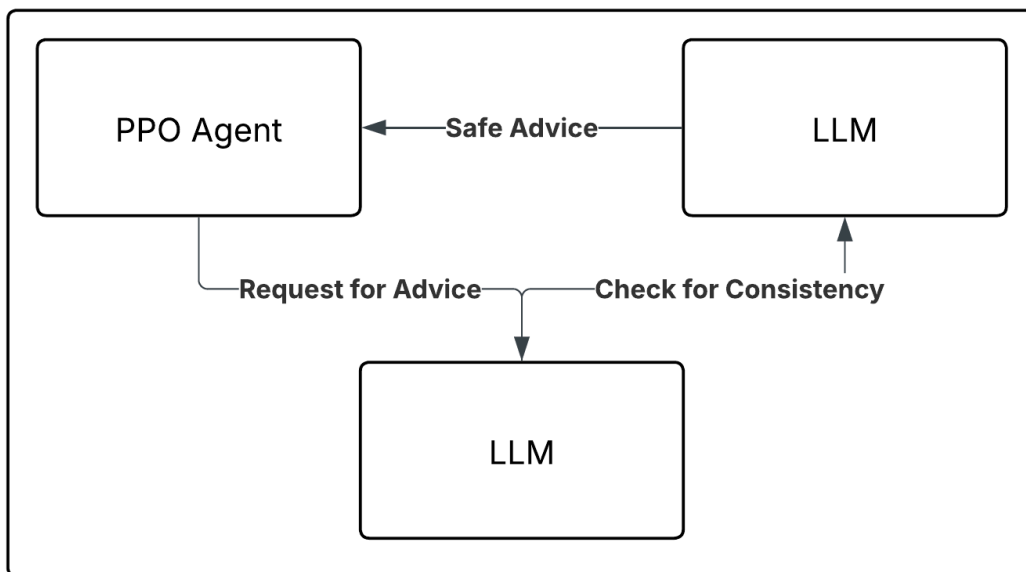 PPO Agent
Safe Advice
LLM
Request for Advice
Check for Consistency
LLM